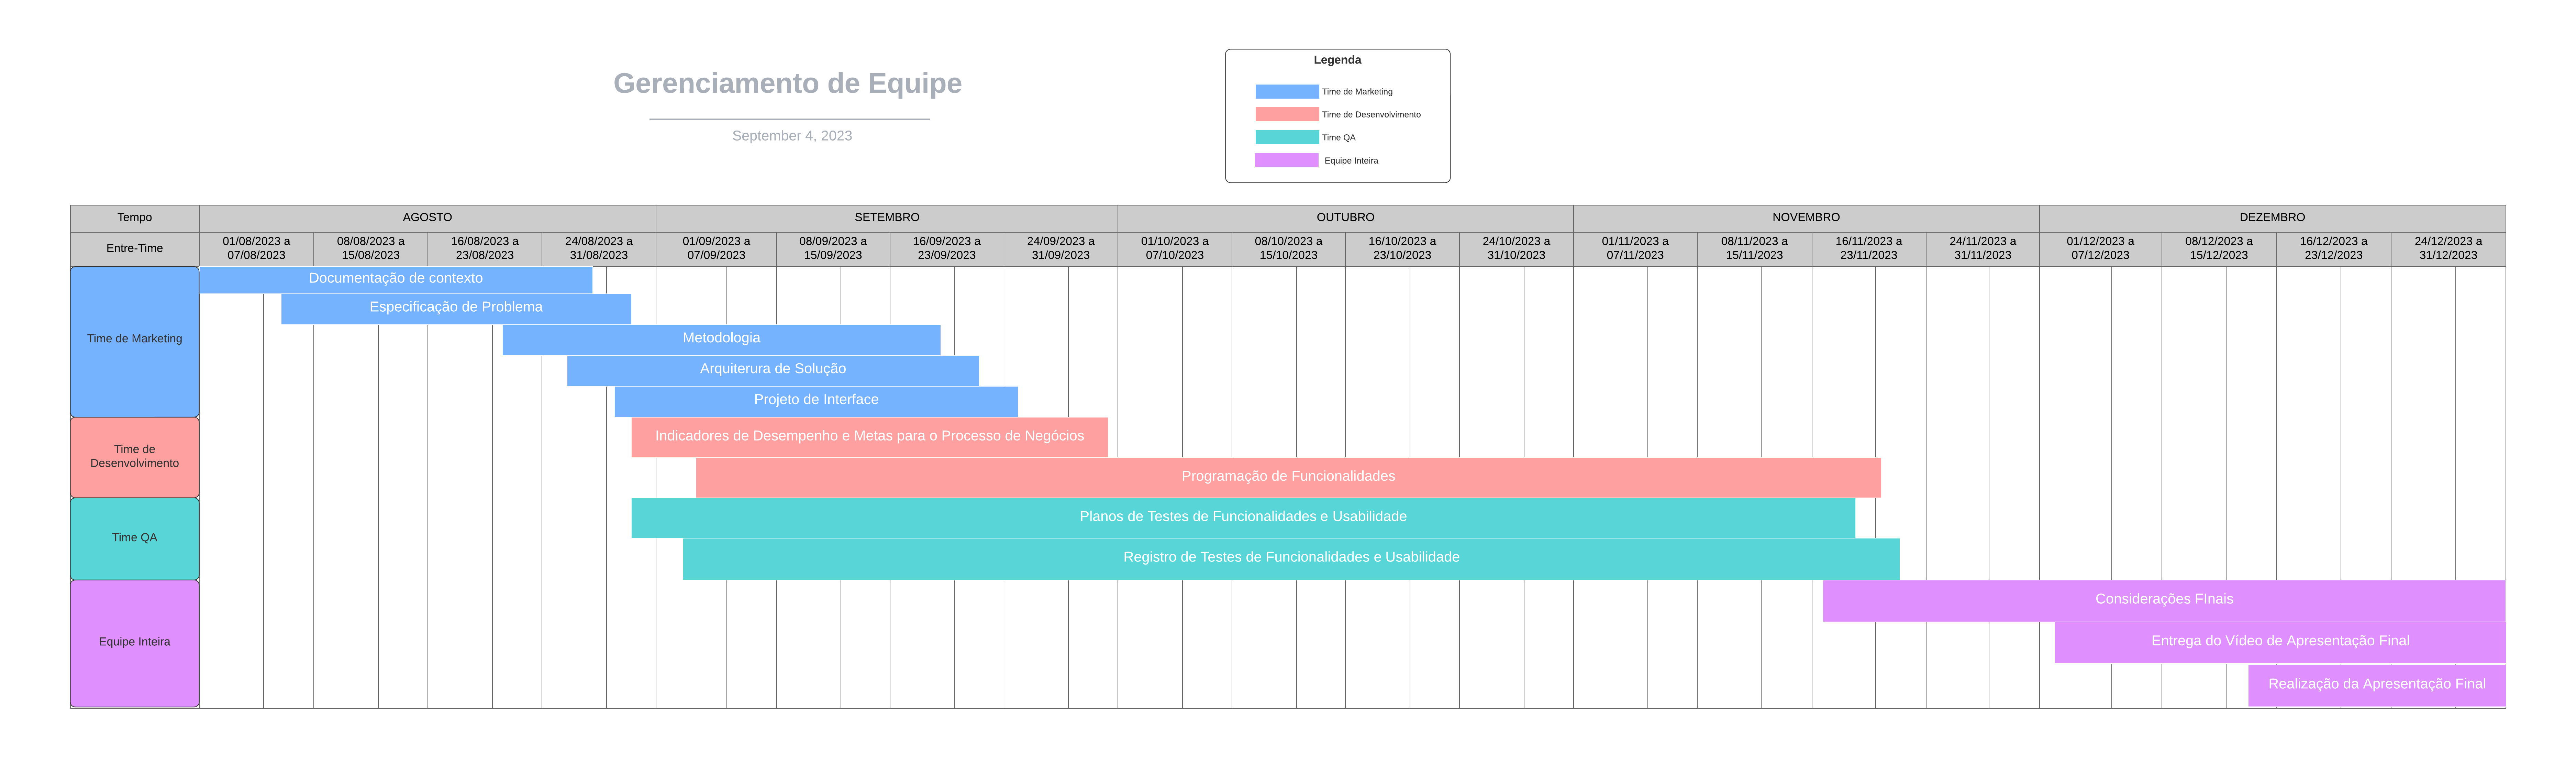 Gerenciamento de Equipe
September 4, 2023
Legenda
Time de Marketing
Time de Desenvolvimento
Time QA
Equipe Inteira
Tempo
AGOSTO
SETEMBRO
OUTUBRO
NOVEMBRO
DEZEMBRO
Entre-Time
01/08/2023 a
07/08/2023
08/08/2023 a
15/08/2023
16/08/2023 a
23/08/2023
24/08/2023 a
31/08/2023
01/09/2023 a
07/09/2023
08/09/2023 a
15/09/2023
16/09/2023 a
23/09/2023
24/09/2023 a
31/09/2023
01/10/2023 a
07/10/2023
08/10/2023 a
15/10/2023
16/10/2023 a
23/10/2023
24/10/2023 a
31/10/2023
01/11/2023 a
07/11/2023
08/11/2023 a
15/11/2023
16/11/2023 a
23/11/2023
24/11/2023 a
31/11/2023
01/12/2023 a
07/12/2023
08/12/2023 a
15/12/2023
16/12/2023 a
23/12/2023
24/12/2023 a
31/12/2023
Time de Marketing
Documentação de contexto
Especificação de Problema
Metodologia
Arquiterura de Solução
Projeto de Interface
Time de
Desenvolvimento
Indicadores de Desempenho e Metas para o Processo de Negócios
Programação de Funcionalidades
Time QA
Planos de Testes de Funcionalidades e Usabilidade
Registro de Testes de Funcionalidades e Usabilidade
Equipe Inteira
Considerações FInais
Entrega do Vídeo de Apresentação Final
Realização da Apresentação Final